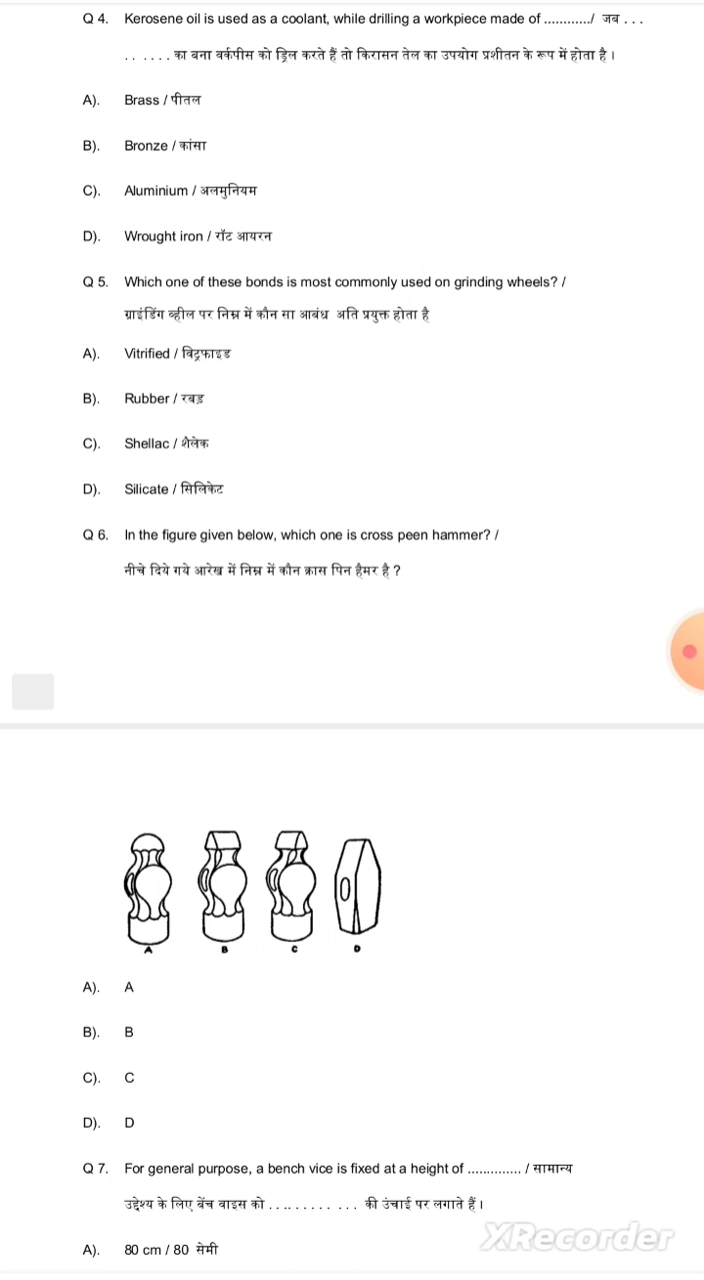 Q 4. Kerosene oil is used as a coolant, while drilling a workpiece made of ............/ जब . . .
. . . . . . . का बना वर्कपीस को ड्रिल करते हैं तो किरासन तेल का उपयोग प्रशीतन के रूप में होता है ।
A). Brass / पीतल
B). Bronze / कांसा
C). Aluminium / अलमुनियम
D). Wrought iron / रॉट आयरन
Q 5. Which one of these bonds is most commonly used on grinding wheels? /
ग्राइंडिंग व्हील पर निम्न में कौन सा आबंध अति प्रयुक्त होता है
A). Vitrified / विट्रफाइड
B). Rubber / रबड़
C). Shellac / शैलेक
D). Silicate / सिलिकेट
Q 6. In the figure given below, which one is cross peen hammer? /
नीचे दिये गये आरेख में निम्न में कौन क्रास पिन हैमर है ?
A B C D
A). A
B). B
C). C
D). D
Q 7. For general purpose, a bench vice is fixed at a height of ............. / सामान्य
उद्देश्य के लिए बेंच वाइस को . . .. . . . . . . . . . की उंचाई पर लगाते हैं ।
A). 80 cm / 80 सेमी
XRecorder